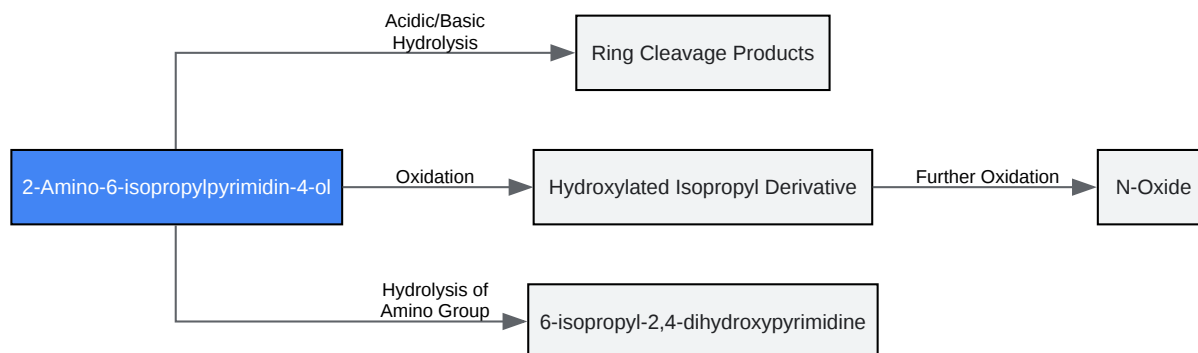 Acidic/Basic
Hydrolysis
Ring Cleavage Products
2-Amino-6-isopropylpyrimidin-4-ol
Oxidation
Hydroxylated Isopropyl Derivative
Further Oxidation
N-Oxide
Hydrolysis of
Amino Group
6-isopropyl-2,4-dihydroxypyrimidine